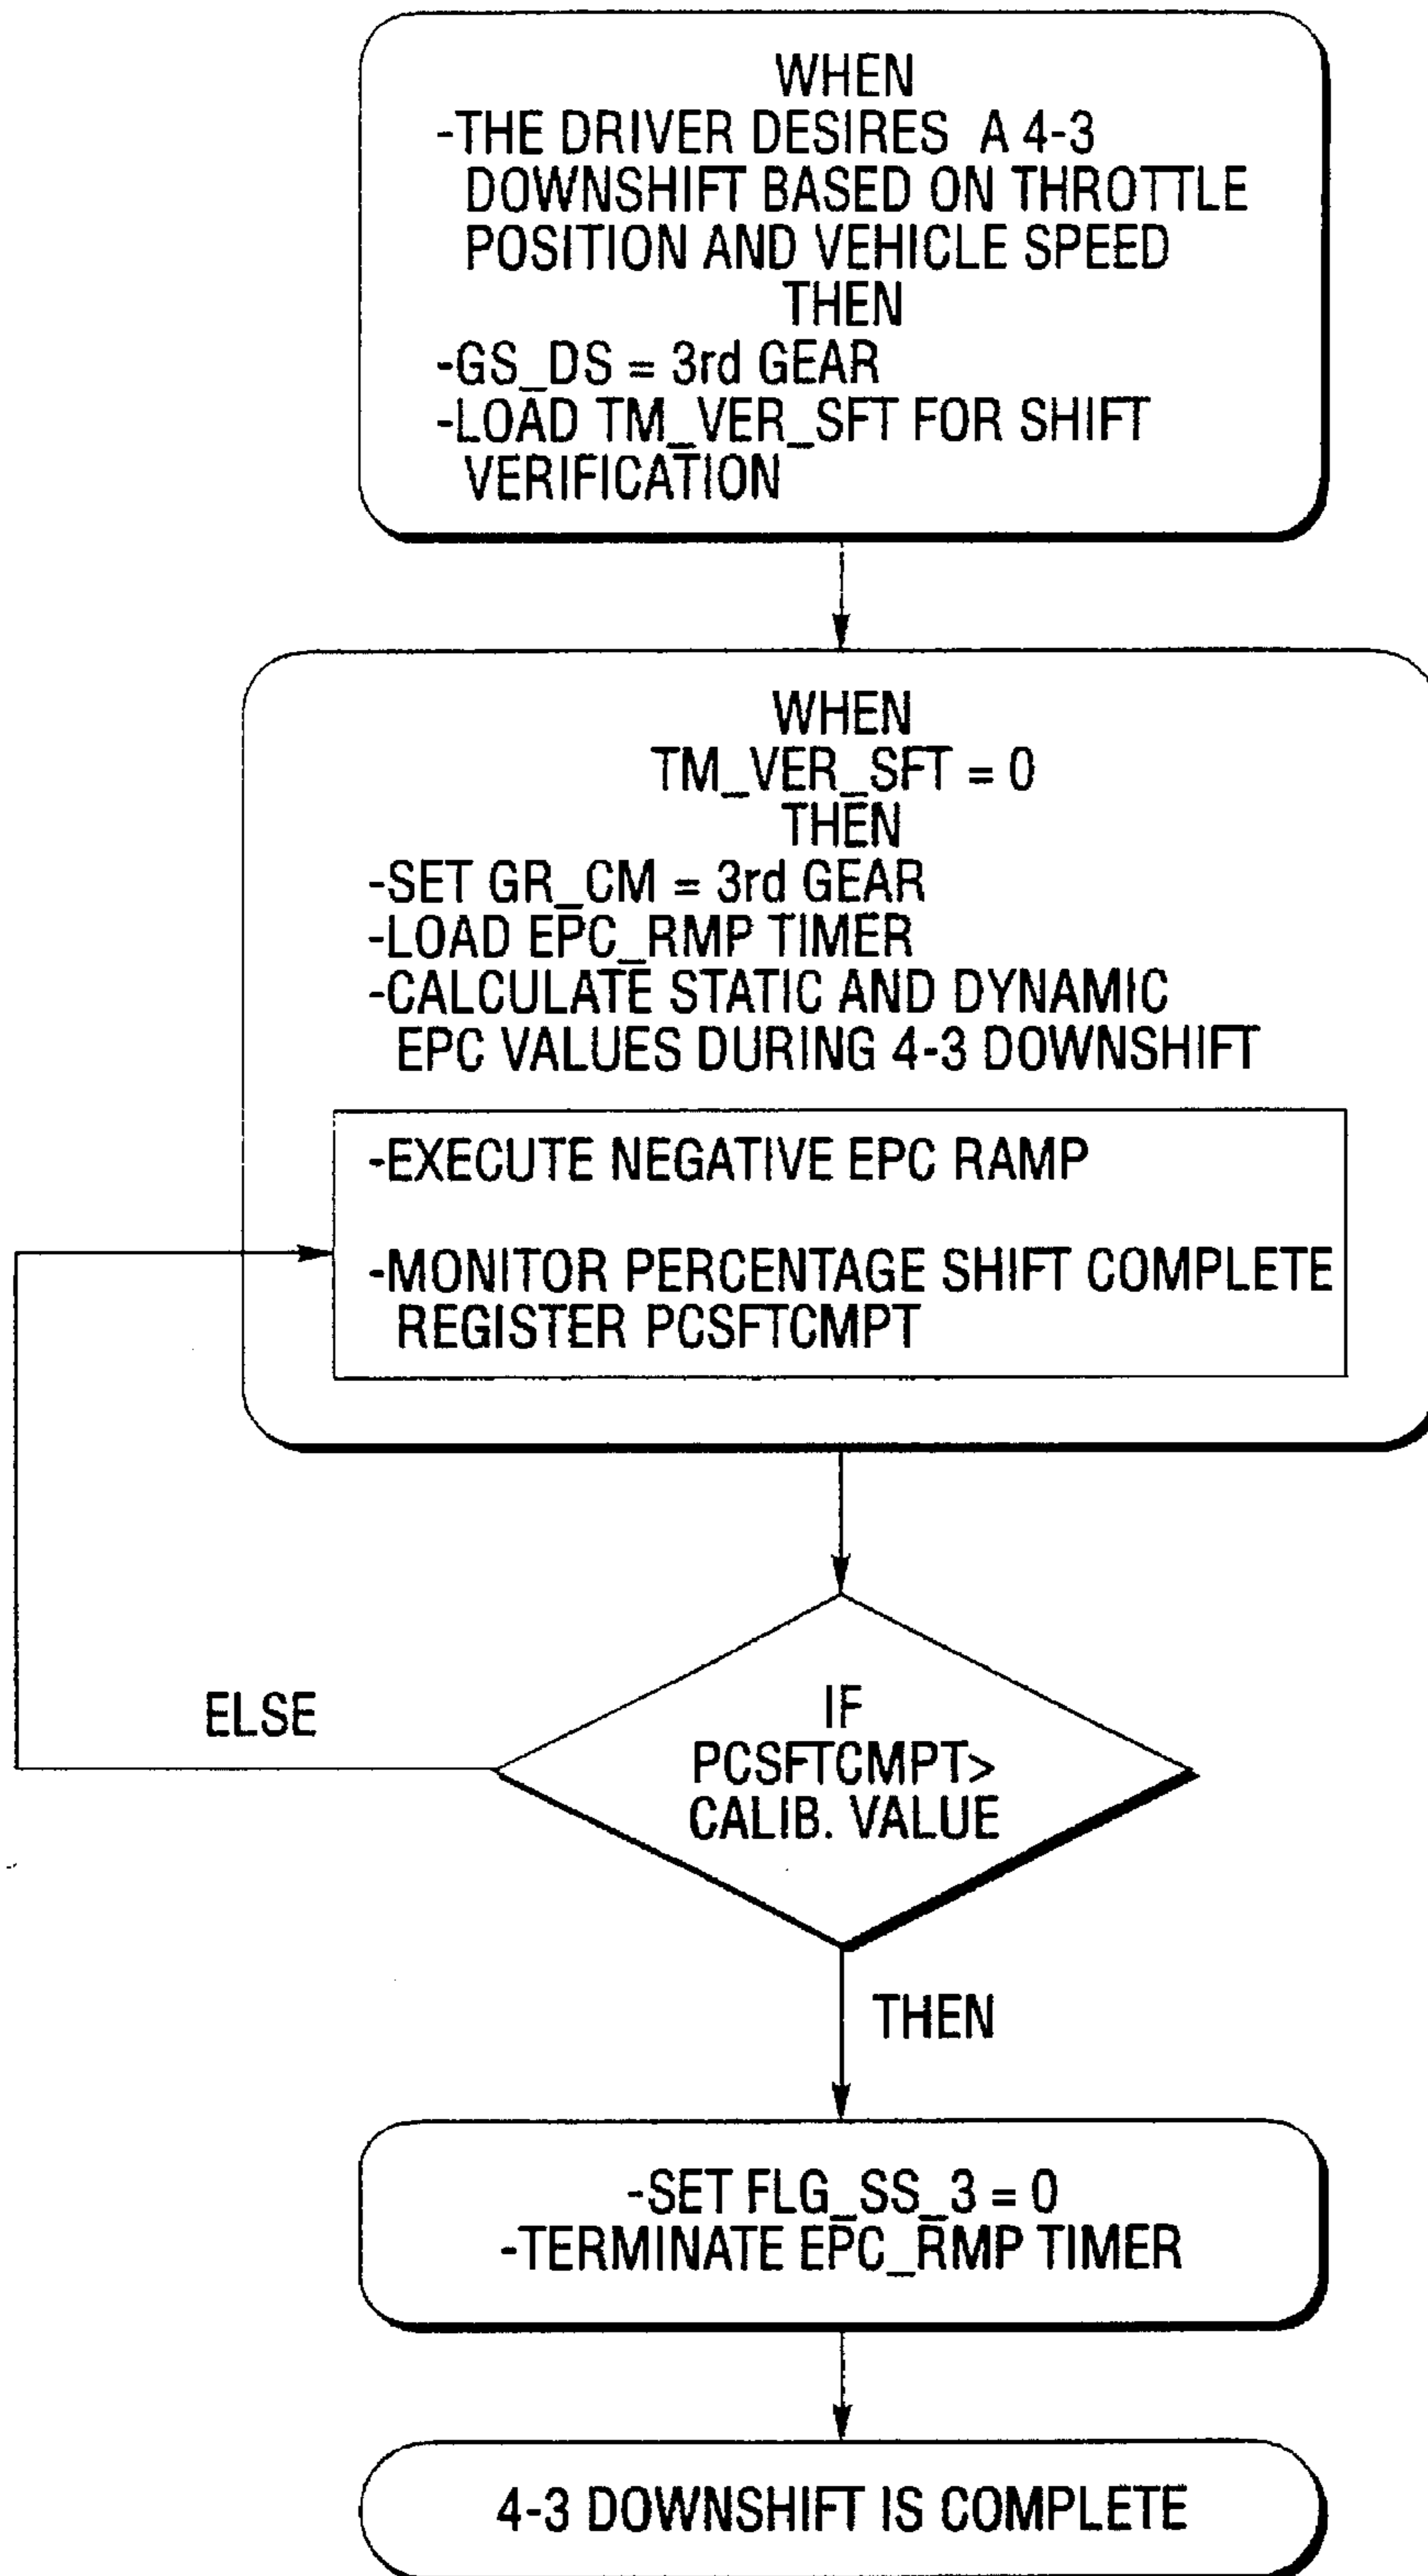 WHEN
-THE DRIVER DESIRES A 4-3
DOWNSHIFT BASED ON THROTTLE
POSITION AND VEHICLE SPEED
THEN
-GS_DS = 3rd GEAR
-LOAD TM_VER_SFT FOR SHIFT
VERIFICATION
WHEN
TM_VER_SFT = 0
THEN
-SET GR_CM = 3rd GEAR
-LOAD EPC_RMP TIMER
-CALCULATE STATIC AND DYNAMIC
EPC VALUES DURING 4-3 DOWNSHIFT
-EXECUTE NEGATIVE EPC RAMP
-MONITOR PERCENTAGE SHIFT COMPLETE
REGISTER PCSFTCMPT
ELSE
IF
PCSFTCMPT>
CALIB. VALUE
THEN
-SET FLG_SS_3 = 0
-TERMINATE EPC_RMP TIMER
4-3 DOWNSHIFT IS COMPLETE